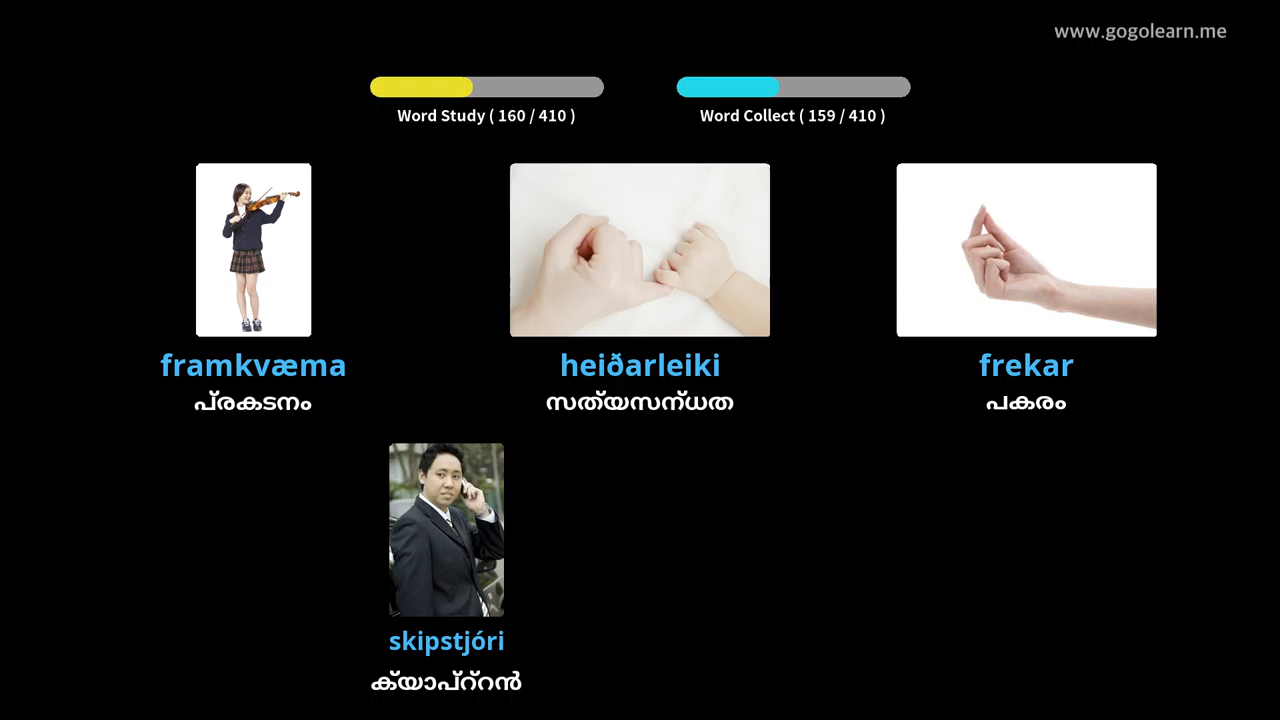 www.gogolearn.me
Word Study ( 160 / 410 )
Word Collect ( 159 / 410 )
framkvæma
heiðarleiki
frekar
പ്രകടനം
സത്യസന്ധത
പകരം
skipstjóri
ക്യാപ്റ്റൻ